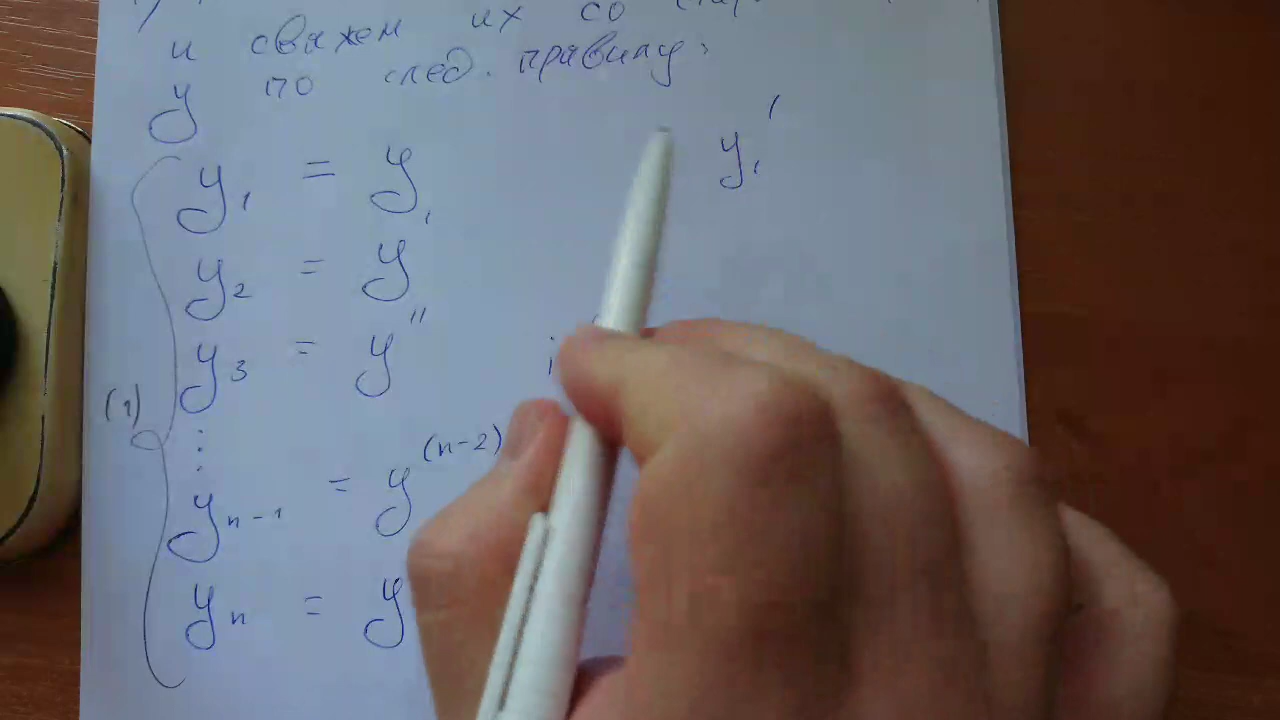 и свяжем их со
y по след. правилу:
y₁ = y
y₁'
y₂ = y'
y₃ = y''
(1)
⋮
yₙ₋₁ = y⁽ⁿ⁻²⁾
yₙ = y